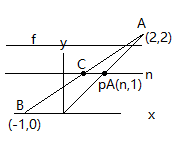 A
f
y
(2,2)
C
pA(n,1)
n
B
(-1,0)
x